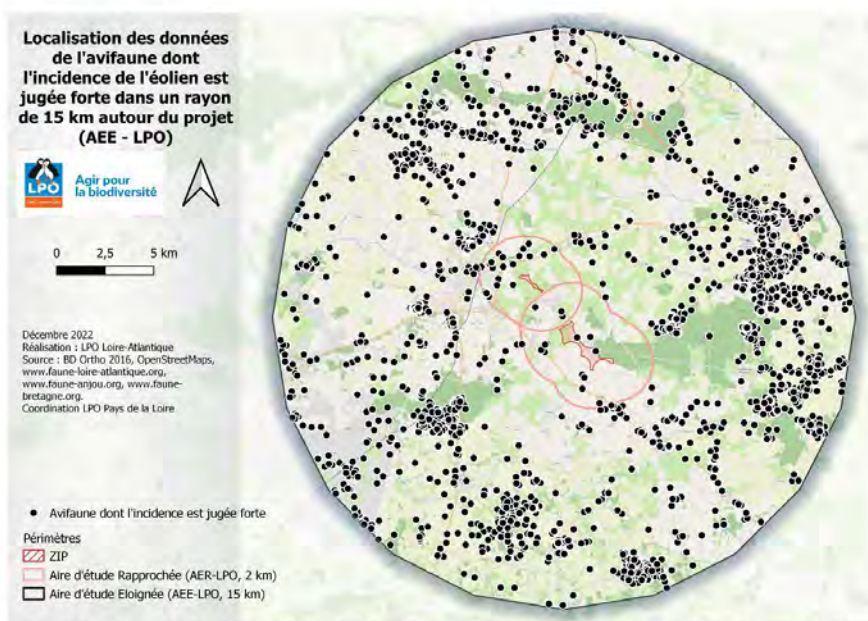 Localisation des données
de l'avifaune dont
l'incidence de l'éolien est
jugée forte dans un rayon
de 15 km autour du projet
(AEE - LPO)
LPO
Agir pour
la biodiversité
0 2,5 5 km
Décembre 2022
Réalisation : LPO Loire-Atlantique
Source : BD Ortho 2016, OpenStreetMaps,
www.faune-loire-atlantique.org,
www.faune-anjou.org, www.faune-
bretagne.org.
Coordination LPO Pays de la Loire
Avifaune dont l'incidence est jugée forte
Périmètres
ZIP
Aire d'étude Rapprochée (AER-LPO, 2 km)
Aire d'étude Eloignée (AEE-LPO, 15 km)